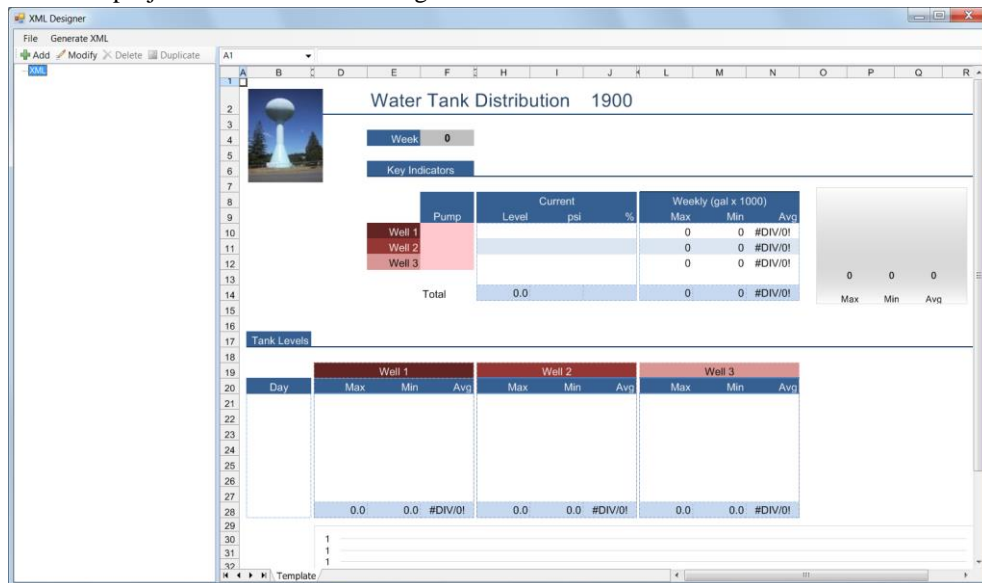 XML Designer
File Generate XML
Add Modify Delete Duplicate A1
XML
A B C D E F G H I J K L M N O P Q R
1
2 Water Tank Distribution 1900
3
4 Week 0
5
6 Key Indicators
7
8 Current Weekly (gal x 1000)
9 Pump Level psi % Max Min Avg
10 Well 1 0 0 #DIV/0!
11 Well 2 0 0 #DIV/0!
12 Well 3 0 0 #DIV/0!
13 0 0 0
14 Total 0.0 0 0 #DIV/0! Max Min Avg
15
16
17 Tank Levels
18
19 Well 1 Well 2 Well 3
20 Day Max Min Avg Max Min Avg Max Min Avg
21
22
23
24
25
26
27
28 0.0 0.0 #DIV/0! 0.0 0.0 #DIV/0! 0.0 0.0 #DIV/0!
29
30 1
31 1
32 1
Template